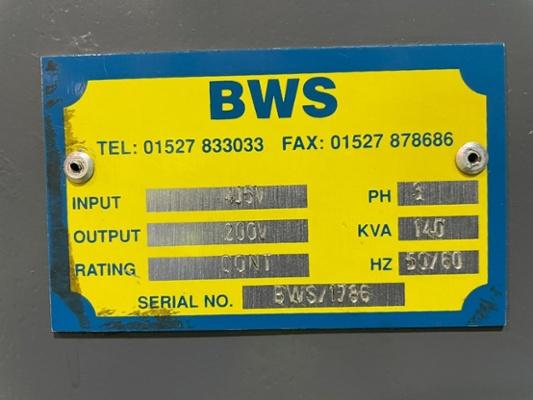 BWS
TEL: 01527 833033 FAX: 01527 878686
INPUT 415V PH 3
OUTPUT 200V KVA 140
RATING CONT HZ 50/60
SERIAL NO. BWS/1786